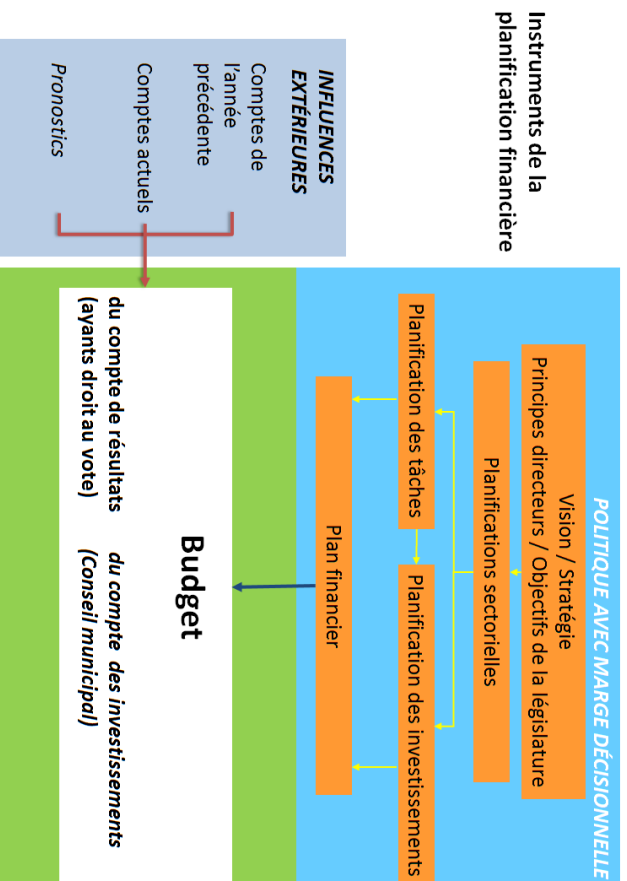 Instruments de la
planification financière
POLITIQUE AVEC MARGE DÉCISIONNELLE
Vision / Stratégie
Principes directeurs / Objectifs de la législature
Planifications sectorielles
Planification des tâches
Planification des investissements
Plan financier
INFLUENCES
EXTÉRIEURES
Comptes de
l'année
précédente
Comptes actuels
Pronostics
Budget
du compte de résultats
(ayants droit au vote)
du compte des investissements
(Conseil municipal)